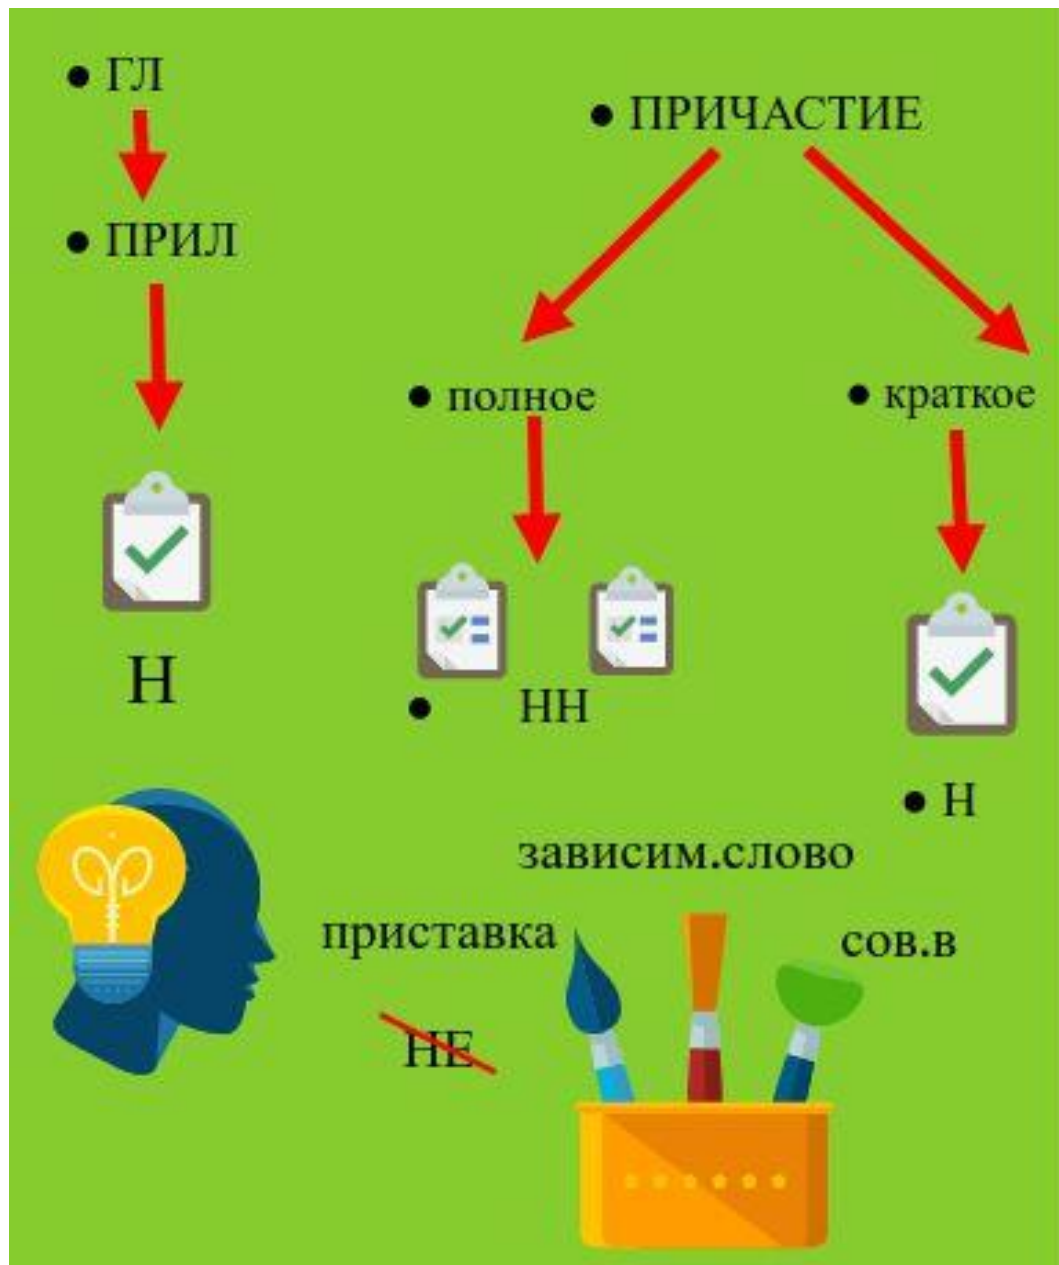 • ГЛ
• ПРИЧАСТИЕ
• ПРИЛ
• полное
• краткое
Н
• НН
• Н
зависим.слово
приставка
сов.в
НЕ